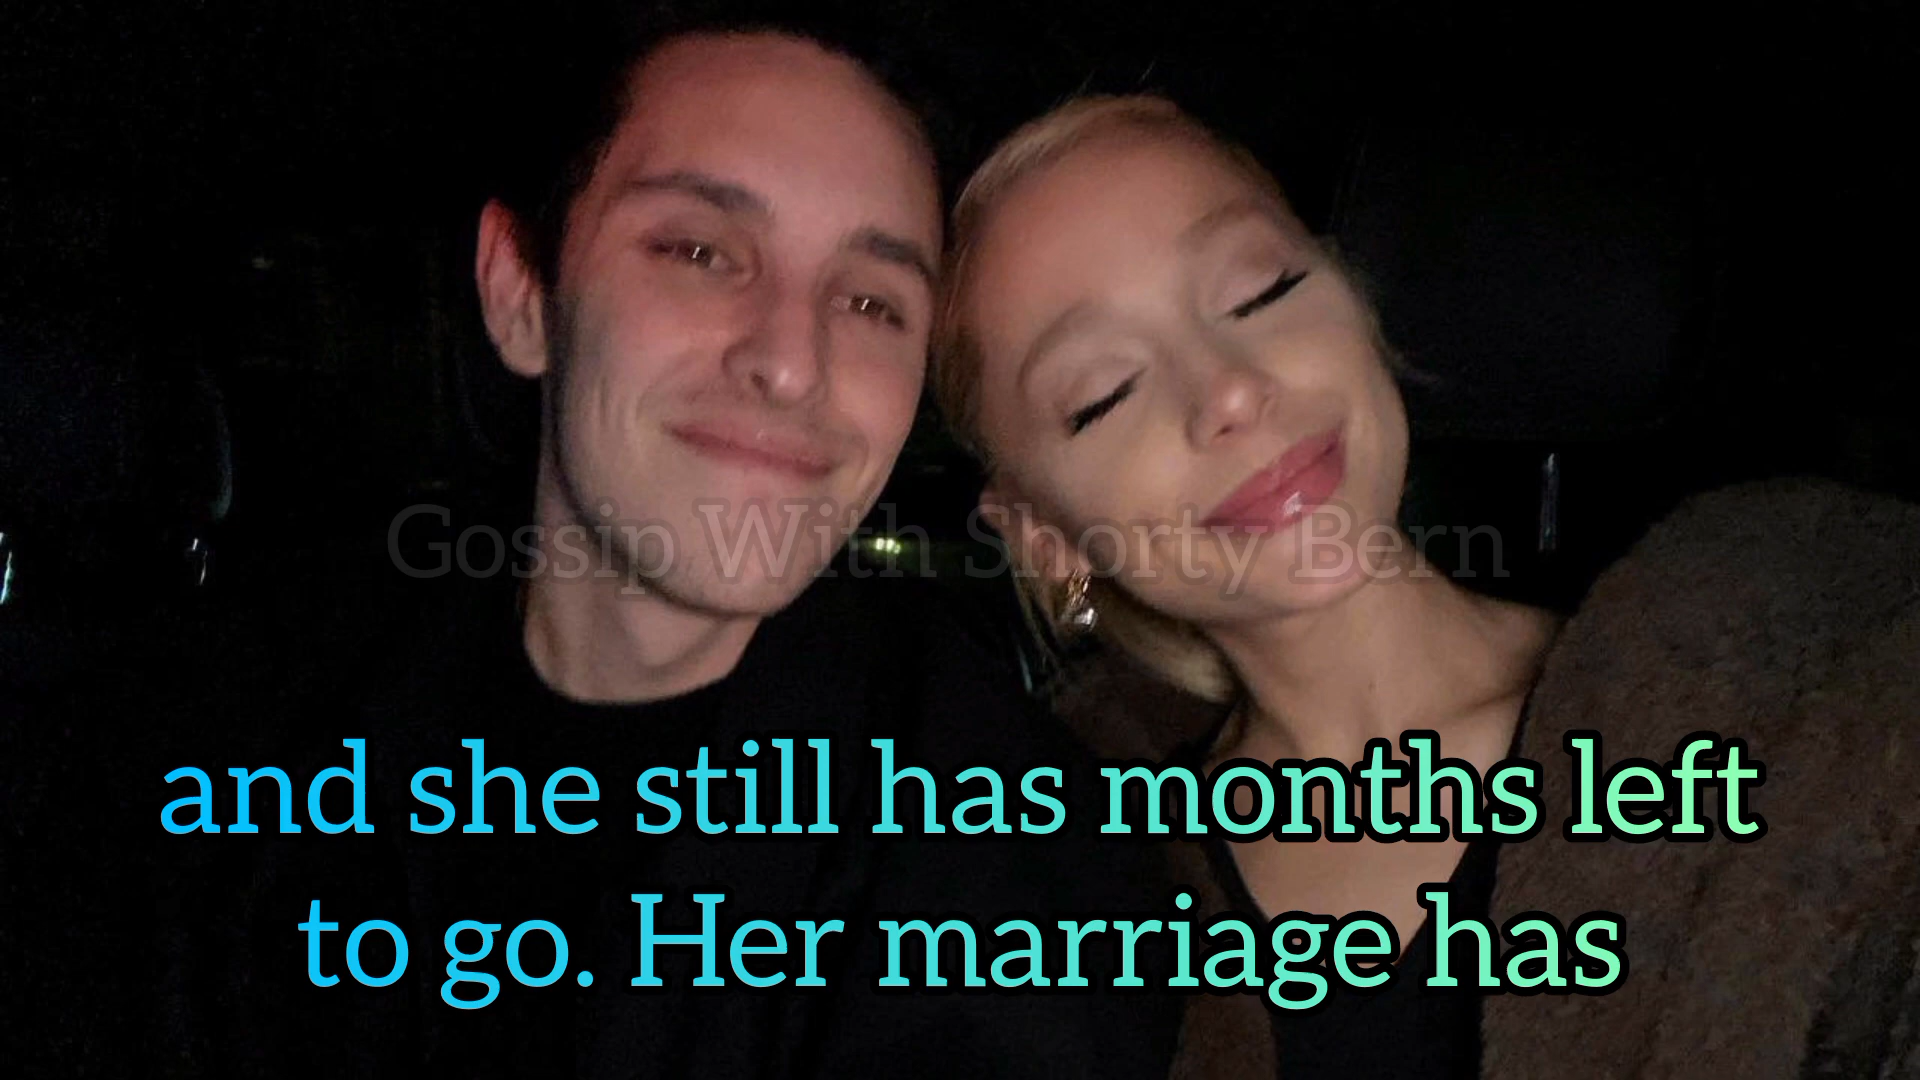 Gossip With Shorty Bern
and she still has months left
to go. Her marriage has